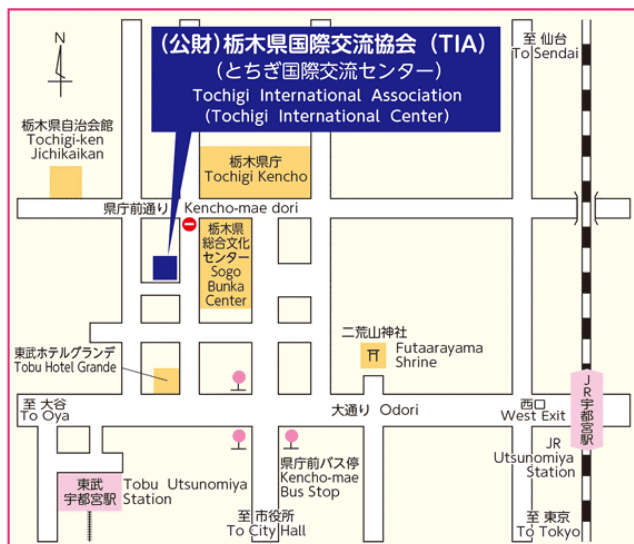 (公財)栃木県国際交流協会 (TIA)
(とちぎ国際交流センター)
Tochigi International Association
(Tochigi International Center)
至 仙台
To Sendai
N
栃木県自治会館
Tochigi-ken
Jichikaikan
栃木県庁
Tochigi Kencho
県庁前通り Kencho-mae dori
栃木県
総合文化
センター
Sogo
Bunka
Center
東武ホテルグランデ
Tobu Hotel Grande
二荒山神社
Futaarayama
Shrine
至 大谷
To Oya
大通り Odori
西口
West Exit
JR宇都宮駅
JR
Utsunomiya
Station
県庁前バス停
Kencho-mae
Bus Stop
東武
宇都宮駅
Tobu Utsunomiya
Station
至 市役所
To City Hall
至 東京
To Tokyo